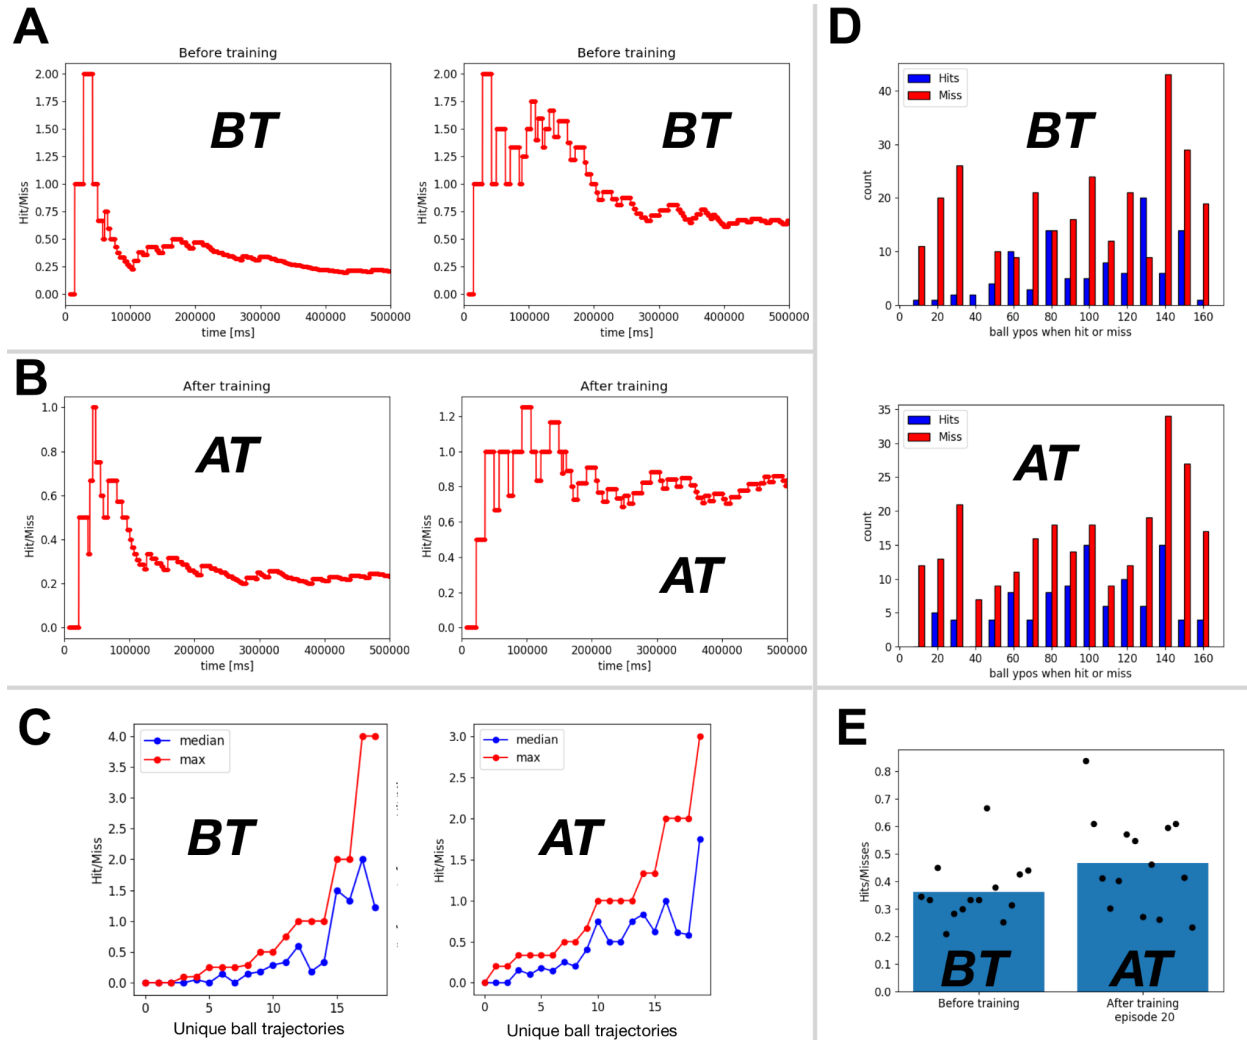 A
Before training
Hit/Miss
2.00
1.75
1.50
1.25
1.00
0.75
0.50
0.25
0.00
BT
0 100000 200000 300000 400000 500000
time [ms]
Before training
Hit/Miss
2.00
1.75
1.50
1.25
1.00
0.75
0.50
0.25
0.00
BT
0 100000 200000 300000 400000 500000
time [ms]
B
After training
Hit/Miss
1.0
0.8
0.6
0.4
0.2
0.0
AT
0 100000 200000 300000 400000 500000
time [ms]
After training
Hit/Miss
1.2
1.0
0.8
0.6
0.4
0.2
0.0
AT
0 100000 200000 300000 400000 500000
time [ms]
C
Hit/Miss
4.0
3.5
3.0
2.5
2.0
1.5
1.0
0.5
0.0
median
max
BT
0 5 10 15
Unique ball trajectories
Hit/Miss
3.0
2.5
2.0
1.5
1.0
0.5
0.0
median
max
AT
0 5 10 15
Unique ball trajectories
D
count
40
30
20
10
0
Hits
Miss
BT
0 20 40 60 80 100 120 140 160
ball ypos when hit or miss
count
35
30
25
20
15
10
5
0
Hits
Miss
AT
0 20 40 60 80 100 120 140 160
ball ypos when hit or miss
E
Hits/Misses
0.8
0.7
0.6
0.5
0.4
0.3
0.2
0.1
0.0
BT
AT
Before training
After training
episode 20